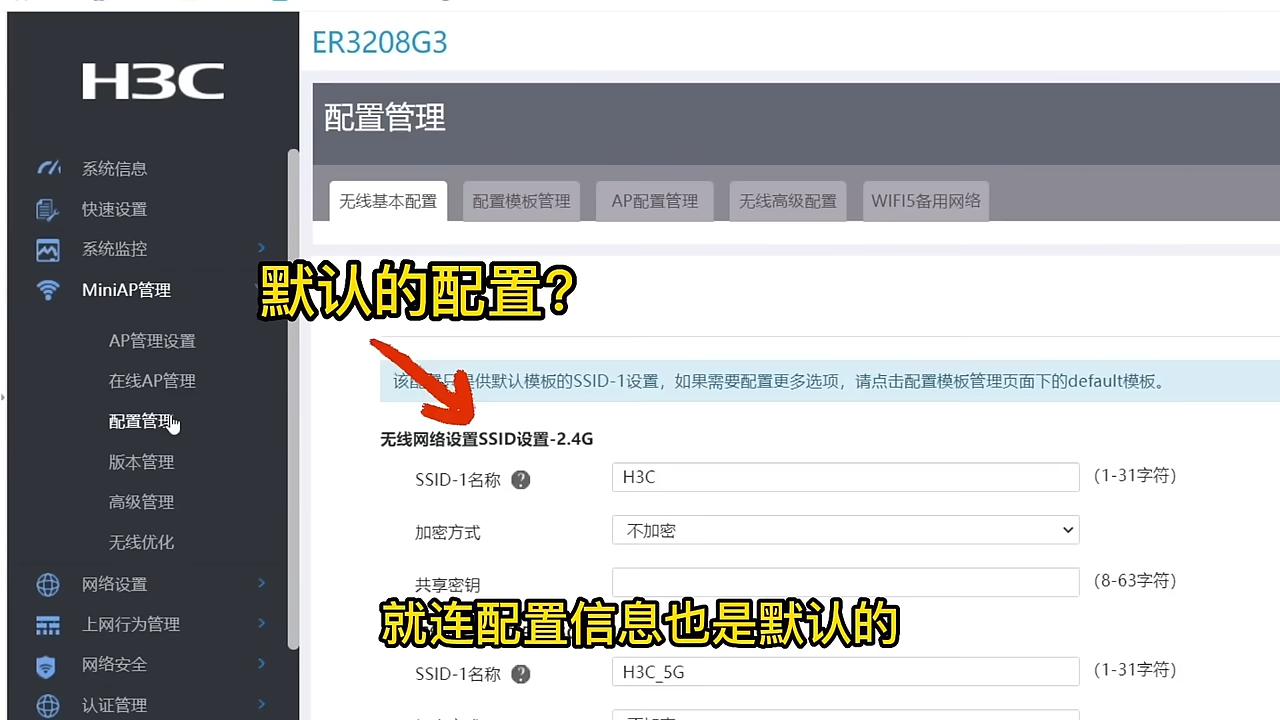 H3C
系统信息
快速设置
系统监控
MiniAP管理
AP管理设置
在线AP管理
配置管理
版本管理
高级管理
无线优化
网络设置
上网行为管理
网络安全
认证管理
ER3208G3
配置管理
无线基本配置
配置模板管理
AP配置管理
无线高级配置
WIFI5备用网络
默认的配置?
该配置只提供默认模板的SSID-1设置，如果需要配置更多选项，请点击配置模板管理页面下的default模板。
无线网络设置SSID设置-2.4G
SSID-1名称 H3C (1-31字符)
加密方式 不加密
共享密钥 (8-63字符)
就连配置信息也是默认的
SSID-1名称 H3C_5G (1-31字符)